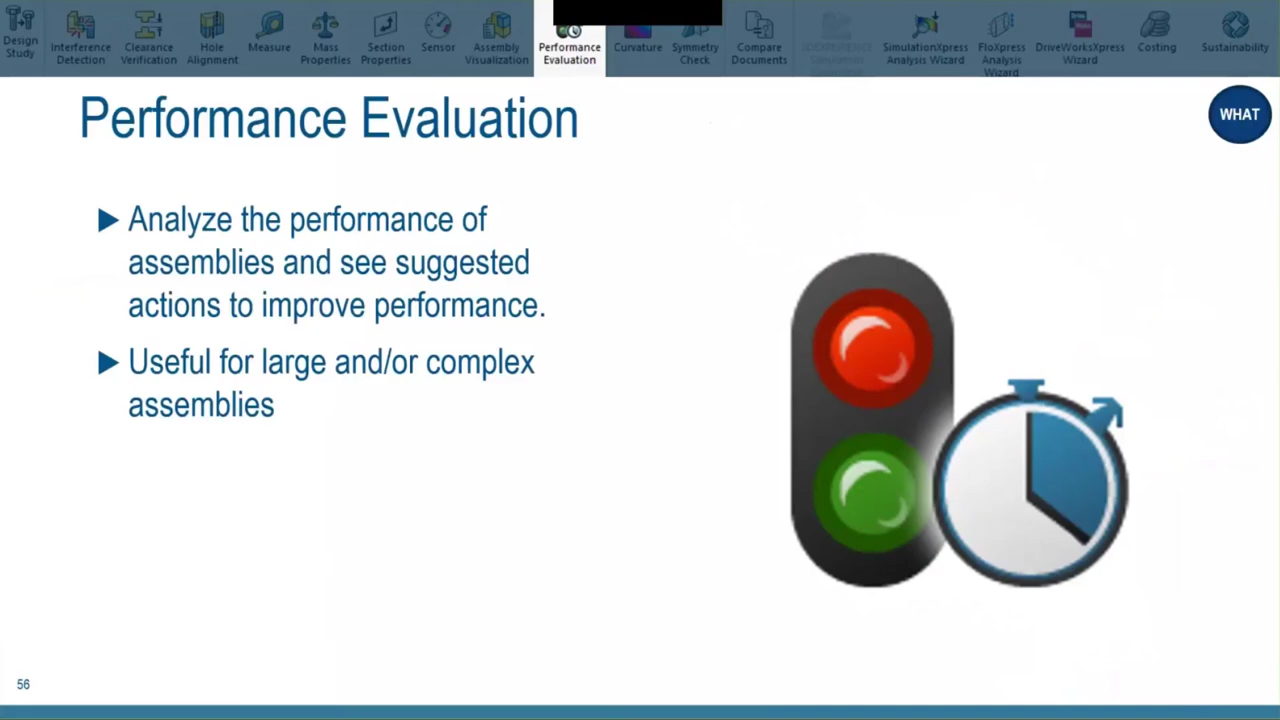 Design Study
Interference Detection
Clearance Verification
Hole Alignment
Measure
Mass Properties
Section Properties
Sensor
Assembly Visualization
Performance Evaluation
Curvature
Symmetry Check
Compare Documents
SimulationXpress Analysis Wizard
FloXpress Analysis Wizard
DriveWorksXpress Wizard
Costing
Sustainability
Performance Evaluation
WHAT
▶ Analyze the performance of
assemblies and see suggested
actions to improve performance.
▶ Useful for large and/or complex
assemblies
56